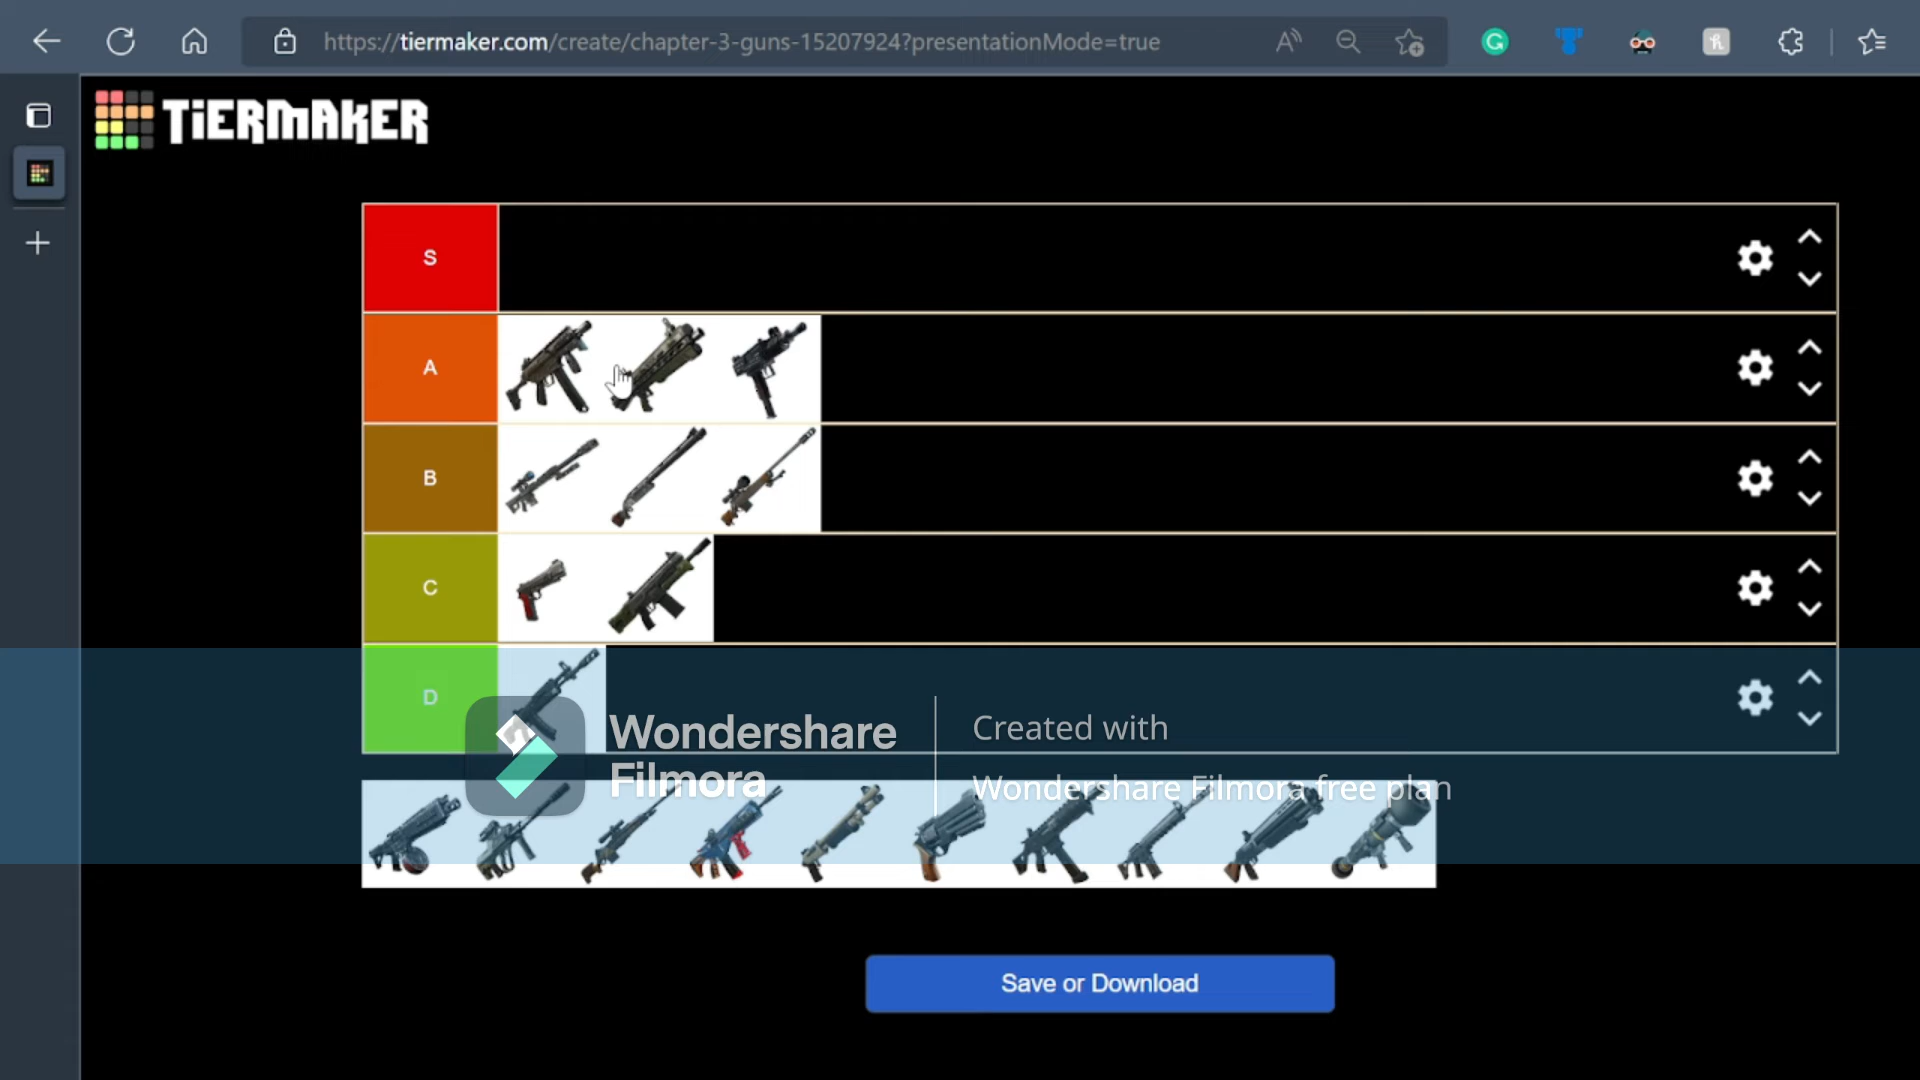 https://tiermaker.com/create/chapter-3-guns-15207924?presentationMode=true
TiERMAKER
S
A
B
C
D
Wondershare
Filmora
Created with
Wondershare Filmora free plan
Save or Download